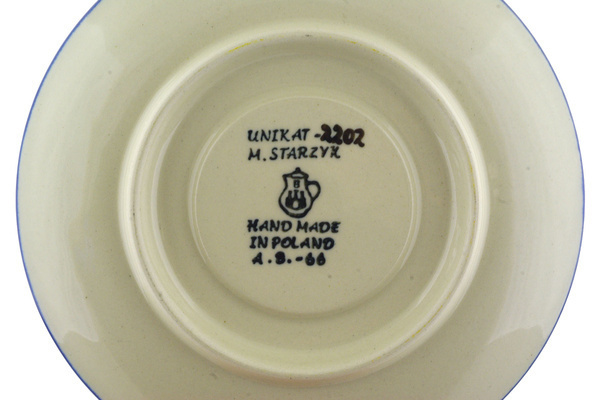 UNIKAT-2202
M. STARZYK
B
HAND MADE
IN POLAND
A.B.-66